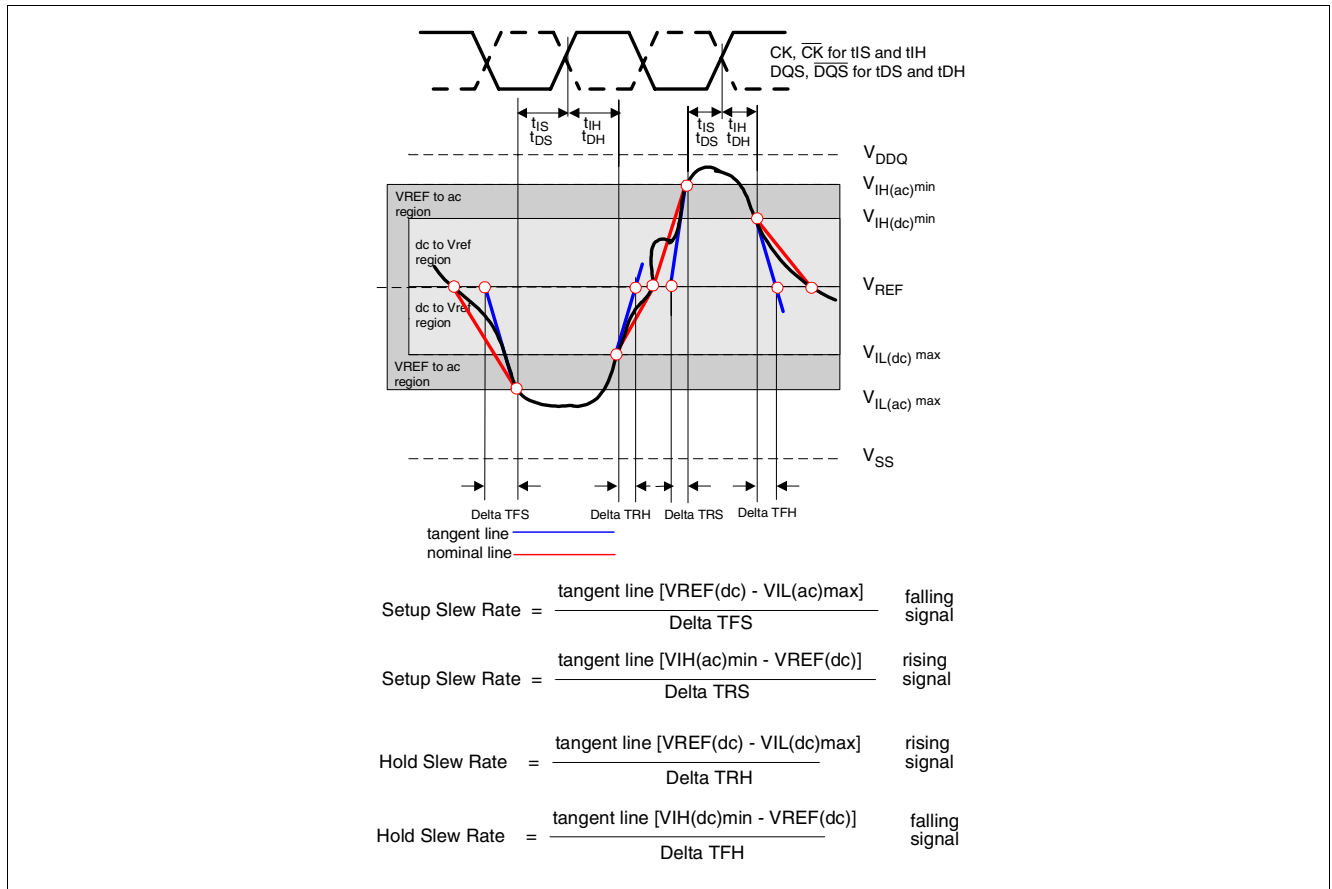 CK, CK for tIS and tIH
DQS, DQS for tDS and tDH
tIS tIH tIS tIH
tDS tDH tDS tDH
VDDQ
VIH(ac)min
VREF to ac
region
VIH(dc)min
dc to Vref
region
VREF
dc to Vref
region
VIL(dc) max
VREF to ac
region
VIL(ac) max
VSS
Delta TFS Delta TRH Delta TRS Delta TFH
tangent line
nominal line
Setup Slew Rate = tangent line [VREF(dc) - VIL(ac)max] falling
Delta TFS signal
Setup Slew Rate = tangent line [VIH(ac)min - VREF(dc)] rising
Delta TRS signal
Hold Slew Rate = tangent line [VREF(dc) - VIL(dc)max] rising
Delta TRH signal
Hold Slew Rate = tangent line [VIH(dc)min - VREF(dc)] falling
Delta TFH signal